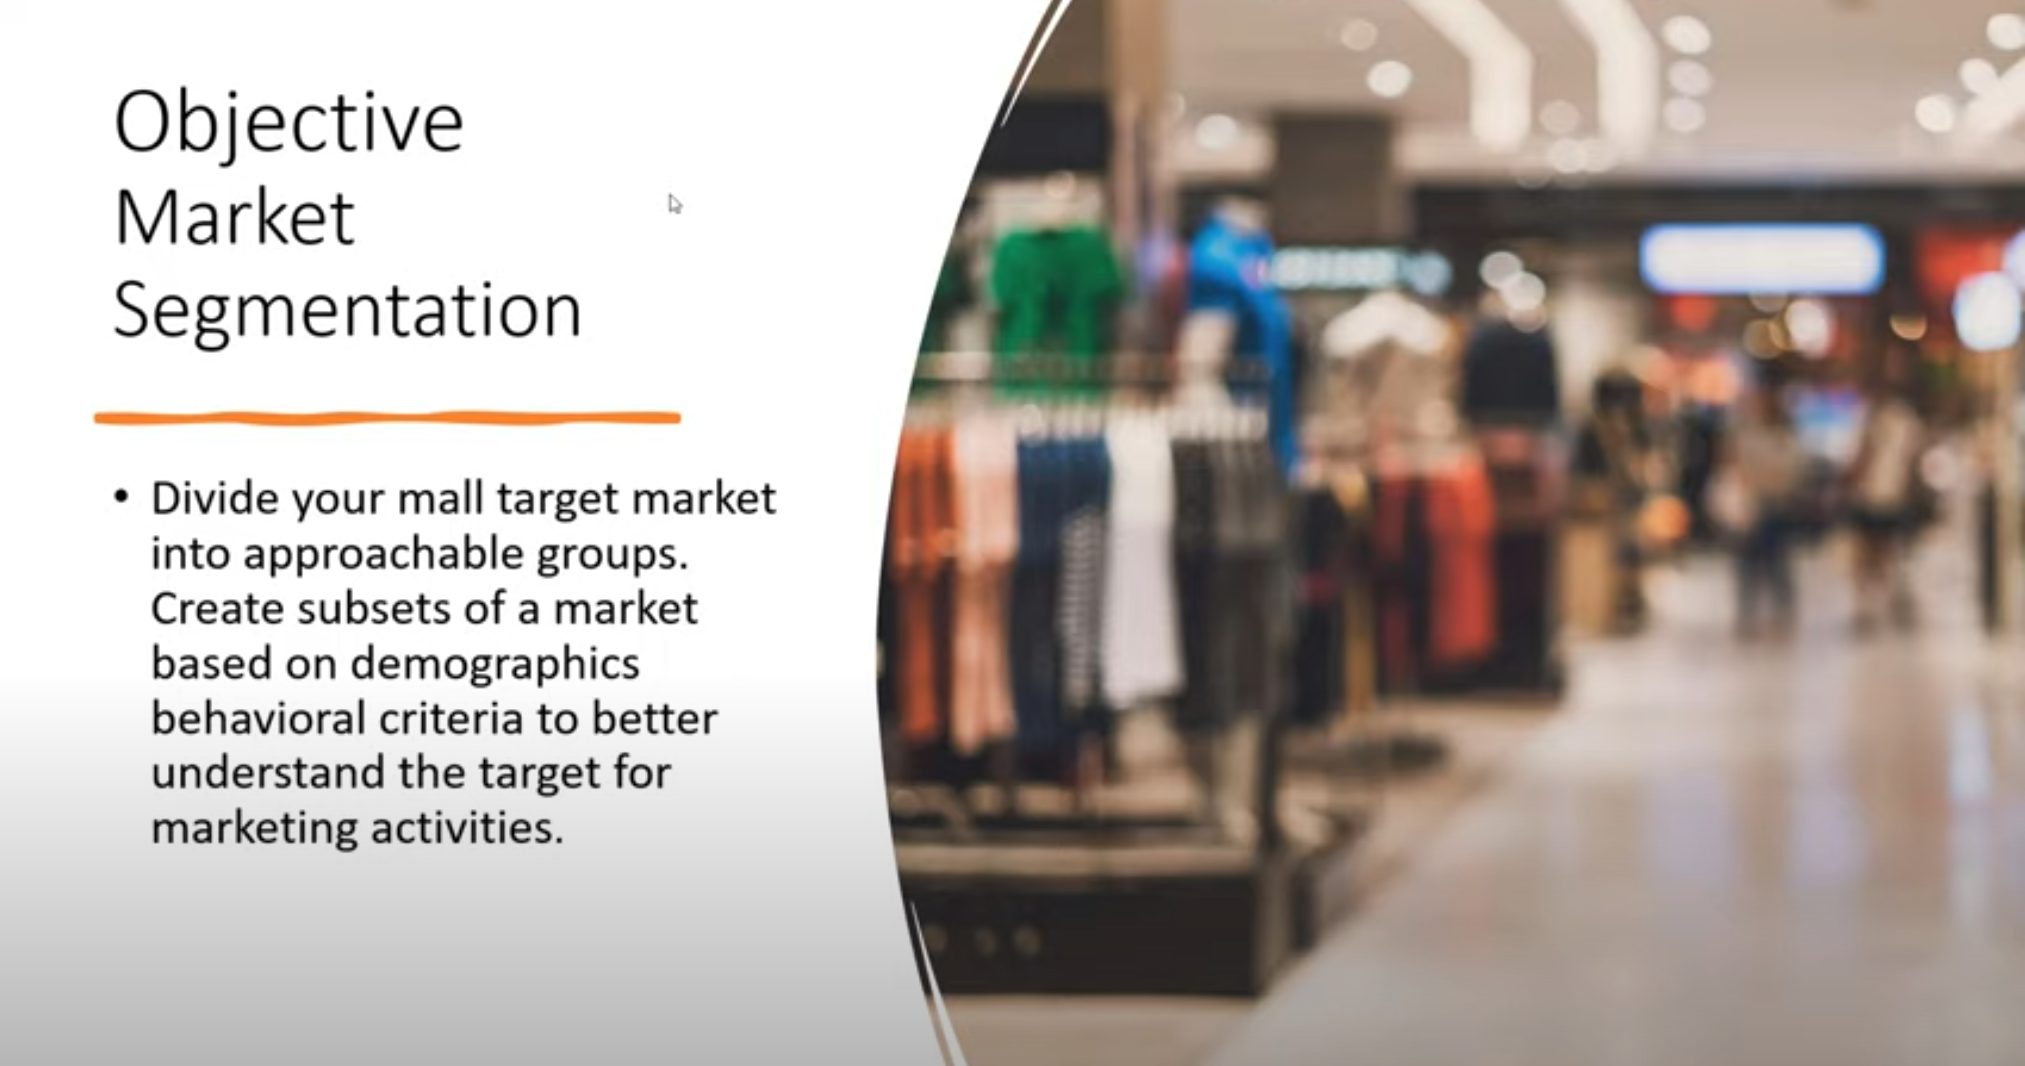 Objective
Market
Segmentation
• Divide your mall target market
into approachable groups.
Create subsets of a market
based on demographics
behavioral criteria to better
understand the target for
marketing activities.